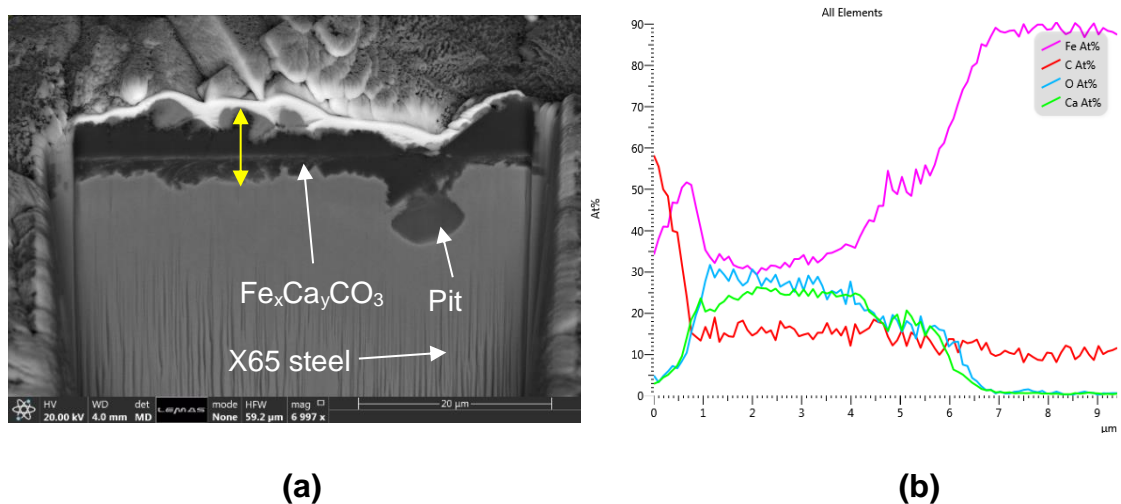 FeₓCaᵧCO₃
Pit
X65 steel
HV WD det mode HFW mag
20.00 kV 4.0 mm MD LEMAS None 59.2 µm 6 997 x
20 µm
(a)
All Elements
Fe At%
C At%
O At%
Ca At%
At%
90
80
70
60
50
40
30
20
10
0
0 1 2 3 4 5 6 7 8 9
µm
(b)